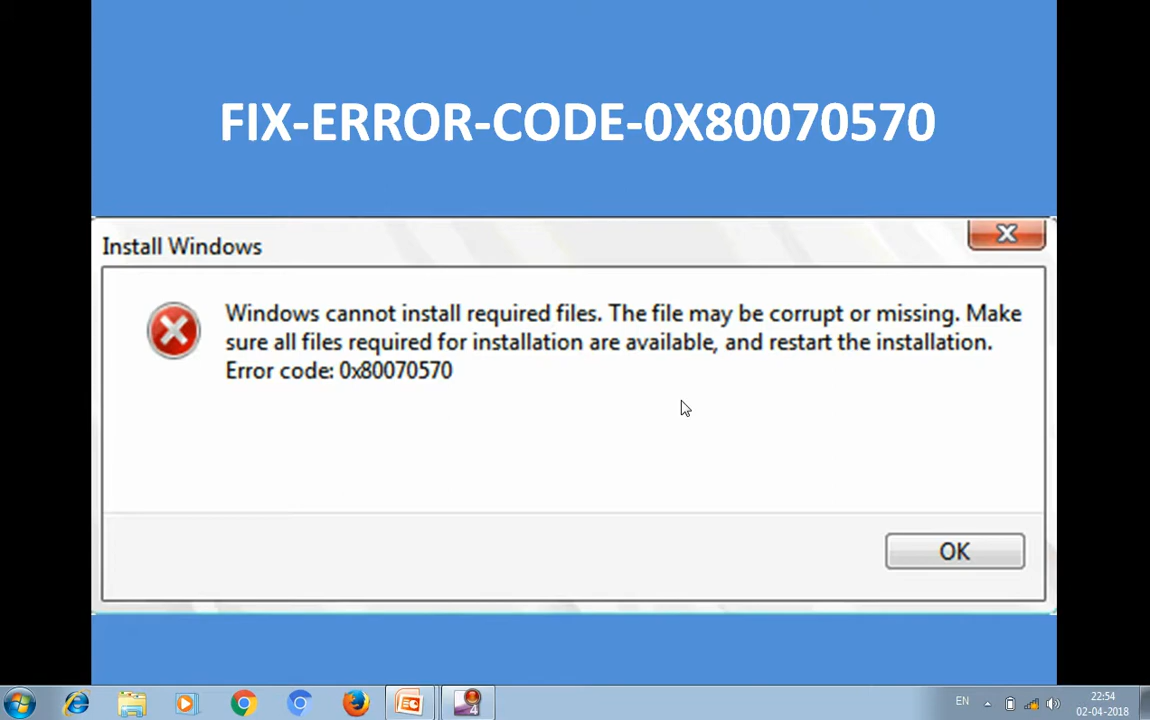 FIX-ERROR-CODE-0X80070570
Install Windows
Windows cannot install required files. The file may be corrupt or missing. Make
sure all files required for installation are available, and restart the installation.
Error code: 0x80070570
OK
EN
22:54
02-04-2018
4